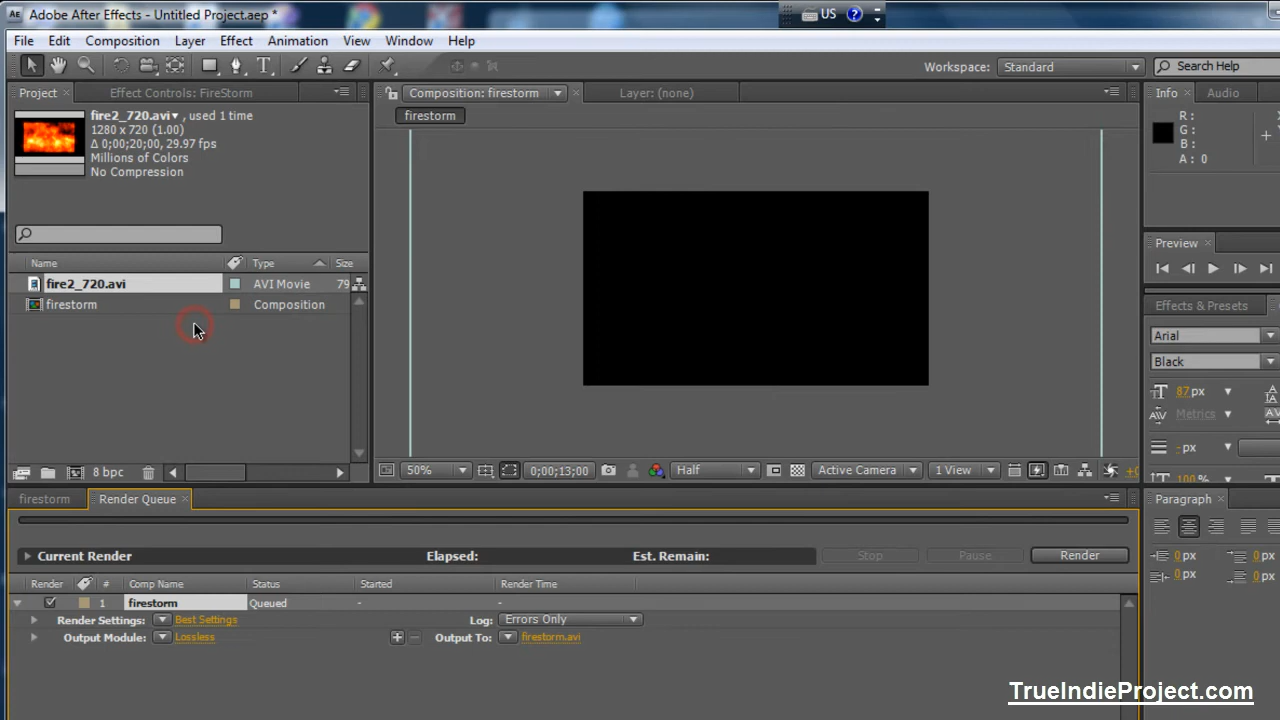 Adobe After Effects - Untitled Project.aep *
US
File Edit Composition Layer Effect Animation View Window Help
Workspace: Standard
Search Help
Project
Effect Controls: FireStorm
Composition: firestorm
Layer: (none)
Info
Audio
fire2_720.avi, used 1 time
1280 x 720 (1.00)
Δ 0;00;20;00, 29.97 fps
Millions of Colors
No Compression
firestorm
R:
G:
B:
A: 0
Name Type Size
fire2_720.avi AVI Movie 79
firestorm Composition
Preview
Effects & Presets
Arial
Black
87 px
Metrics
- px
100 %
8 bpc
50%
0;00;13;00
Half
Active Camera
1 View
+0
firestorm
Render Queue
Paragraph
Current Render Elapsed: Est. Remain: Stop Pause Render
Render # Comp Name Status Started Render Time
1 firestorm Queued - -
Render Settings: Best Settings Log: Errors Only
Output Module: Lossless Output To: firestorm.avi
0 px 0 px
0 px 0 px
TrueIndieProject.com